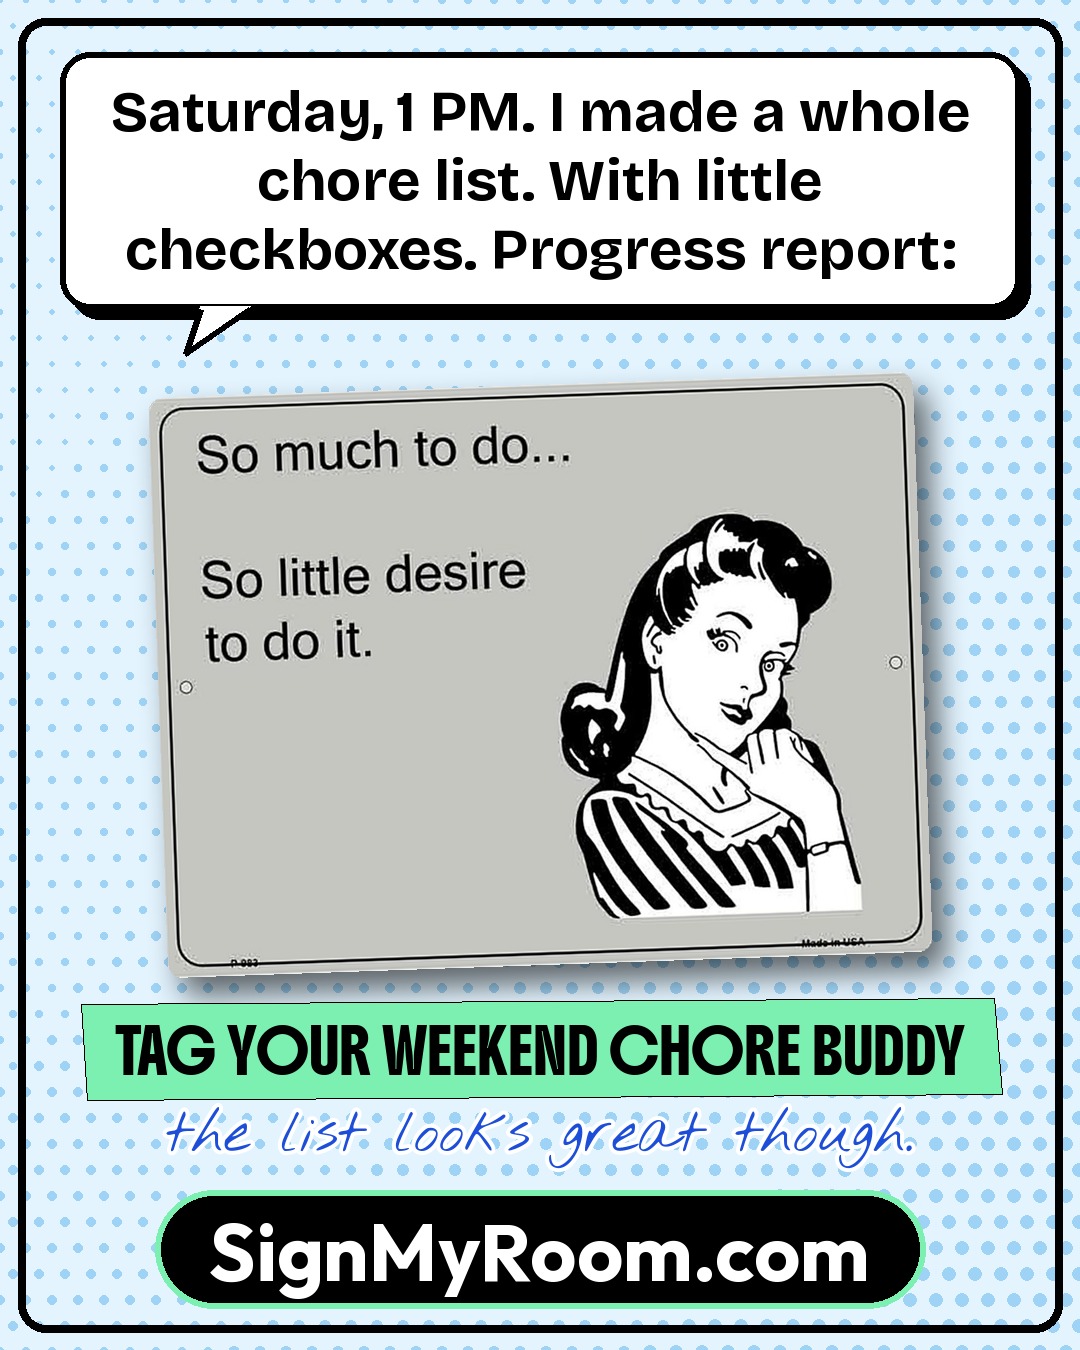 Saturday, 1 PM. I made a whole
chore list. With little
checkboxes. Progress report:
So much to do...
So little desire
to do it.
P-993
Made in USA
TAG YOUR WEEKEND CHORE BUDDY
the list looks great though.
SignMyRoom.com